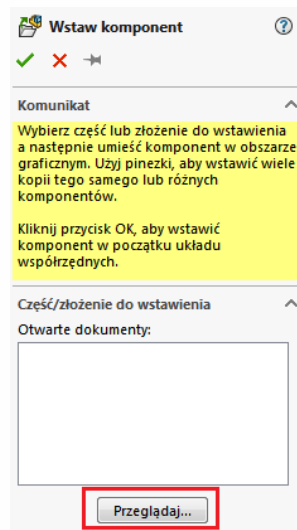 Wstaw komponent
Komunikat
Wybierz część lub złożenie do wstawienia
a następnie umieść komponent w obszarze
graficznym. Użyj pinezki, aby wstawić wiele
kopii tego samego lub różnych
komponentów.
Kliknij przycisk OK, aby wstawić
komponent w początku układu
współrzędnych.
Część/złożenie do wstawienia
Otwarte dokumenty:
Przeglądaj...